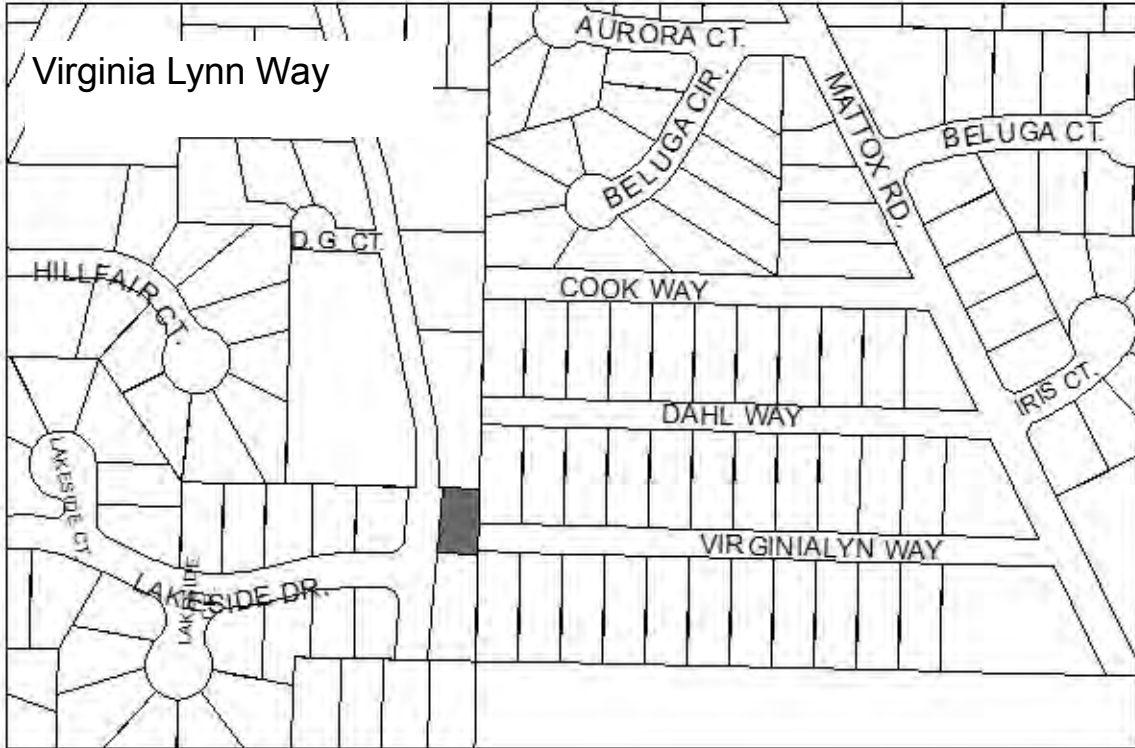 Virginia Lynn Way
AURORA CT.
MATTOX RD.
BELUGA CIR.
BELUGA CT.
D.G. CT.
HILLFAIR CT.
COOK WAY
DAHL WAY
IRIS CT.
LAKESIDE CT
VIRGINIALYN WAY
LAKESIDE DR.
LAKESIDE